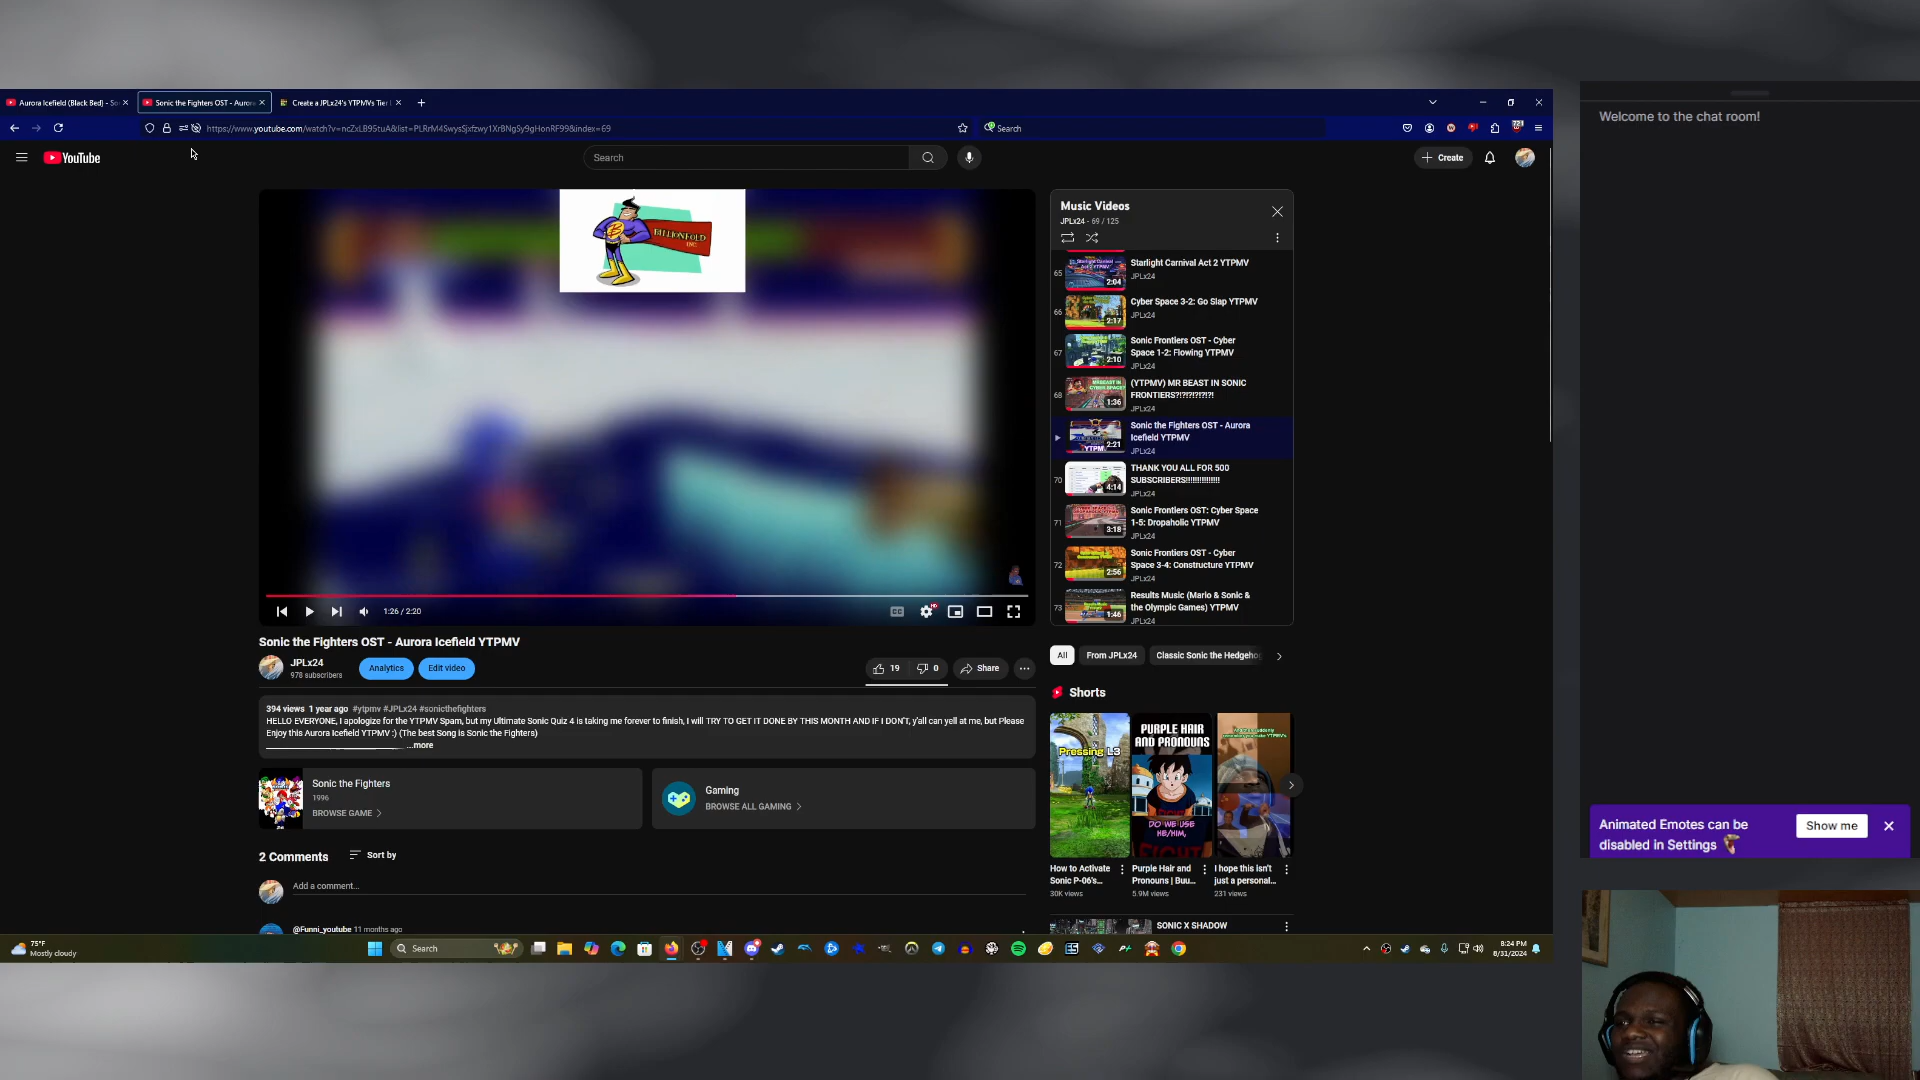 Aurora Icefield (Black Bed) - So
Sonic the Fighters OST - Auror
Create a JPLx24's YTPMVs Tier
https://www.youtube.com/watch?v=ncZxLB95tuA&list=PLRrM4SwysSjxfzwy1XrBNgSy9gHonRF99&index=69
Search
YouTube
Search
Create
BILLIONFOLD
INC.
1:26 / 2:20
Sonic the Fighters OST - Aurora Icefield YTPMV
JPLx24
978 subscribers
Analytics
Edit video
19
0
Share
394 views 1 year ago #ytpmv #JPLx24 #sonicthefighters
HELLO EVERYONE, I apologize for the YTPMV Spam, but my Ultimate Sonic Quiz 4 is taking me forever to finish, I will TRY TO GET IT DONE BY THIS MONTH AND IF I DON'T, y'all can yell at me, but Please
Enjoy this Aurora Icefield YTPMV :) (The best Song is Sonic the Fighters)
...more
Sonic the Fighters
1996
BROWSE GAME
Gaming
BROWSE ALL GAMING
2 Comments
Sort by
Add a comment...
@Funni_youtube 11 months ago
Music Videos
JPLx24 - 69 / 125
65
2:04
Starlight Carnival Act 2 YTPMV
JPLx24
66
2:17
Cyber Space 3-2: Go Slap YTPMV
JPLx24
67
2:10
Sonic Frontiers OST - Cyber
Space 1-2: Flowing YTPMV
JPLx24
68
1:36
(YTPMV) MR BEAST IN SONIC
FRONTIERS?!?!?!?!?!?!
JPLx24
2:21
Sonic the Fighters OST - Aurora
Icefield YTPMV
JPLx24
70
4:14
THANK YOU ALL FOR 500
SUBSCRIBERS!!!!!!!!!!!!!!!
JPLx24
71
3:18
Sonic Frontiers OST: Cyber Space
1-5: Dropaholic YTPMV
JPLx24
72
2:56
Sonic Frontiers OST - Cyber
Space 3-4: Constructure YTPMV
JPLx24
73
1:46
Results Music (Mario & Sonic &
the Olympic Games) YTPMV
JPLx24
All
From JPLx24
Classic Sonic the Hedgehog
Shorts
Pressing L3
PURPLE HAIR
AND PRONOUNS
DO WE USE
HE/HIM,
How to Activate
Sonic P-06's...
30K views
Purple Hair and
Pronouns | Buu...
5.9M views
I hope this isn't
just a personal...
231 views
SONIC X SHADOW
75°F
Mostly cloudy
Search
8:24 PM
8/31/2024
Welcome to the chat room!
Animated Emotes can be
disabled in Settings
Show me